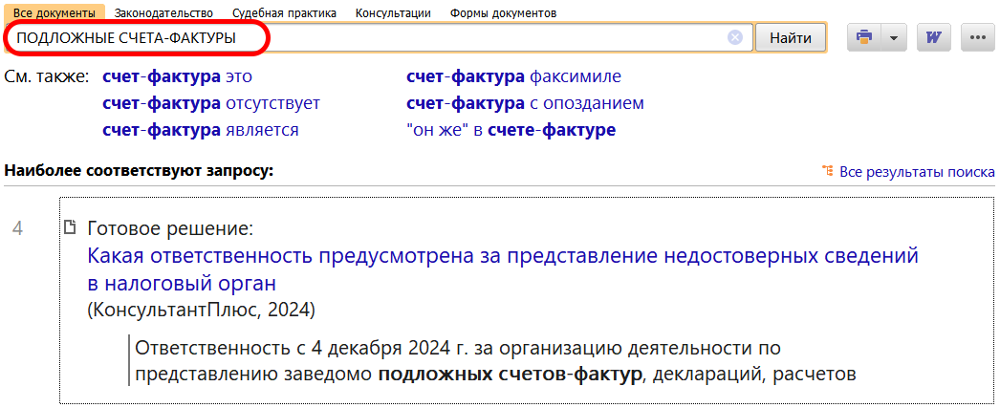 Все документы Законодательство Судебная практика Консультации Формы документов
ПОДЛОЖНЫЕ СЧЕТА-ФАКТУРЫ Найти W
См. также: счет-фактура это счет-фактура факсимиле
счет-фактура отсутствует счет-фактура с опозданием
счет-фактура является "он же" в счете-фактуре
Наиболее соответствуют запросу: Все результаты поиска
4 Готовое решение:
Какая ответственность предусмотрена за представление недостоверных сведений
в налоговый орган
(КонсультантПлюс, 2024)
Ответственность с 4 декабря 2024 г. за организацию деятельности по
представлению заведомо подложных счетов-фактур, деклараций, расчетов